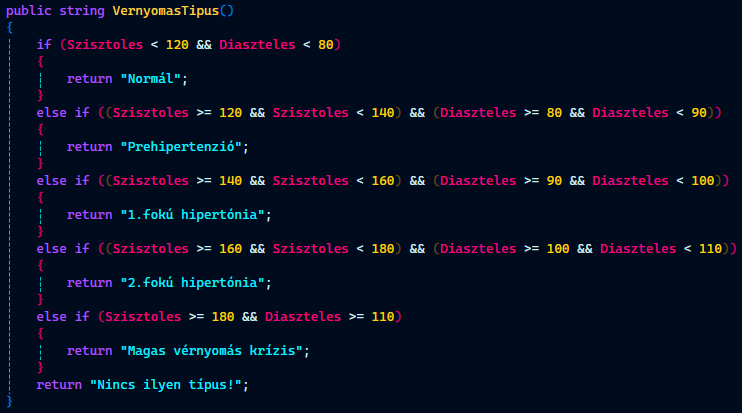 public string VernyomasTipus()
{
if (Szisztoles < 120 && Diaszteles < 80)
{
return "Normál";
}
else if ((Szisztoles >= 120 && Szisztoles < 140) && (Diaszteles >= 80 && Diaszteles < 90))
{
return "Prehipertenzió";
}
else if ((Szisztoles >= 140 && Szisztoles < 160) && (Diaszteles >= 90 && Diaszteles < 100))
{
return "1.fokú hipertónia";
}
else if ((Szisztoles >= 160 && Szisztoles < 180) && (Diaszteles >= 100 && Diaszteles < 110))
{
return "2.fokú hipertónia";
}
else if (Szisztoles >= 180 && Diaszteles >= 110)
{
return "Magas vérnyomás krízis";
}
return "Nincs ilyen típus!";
}